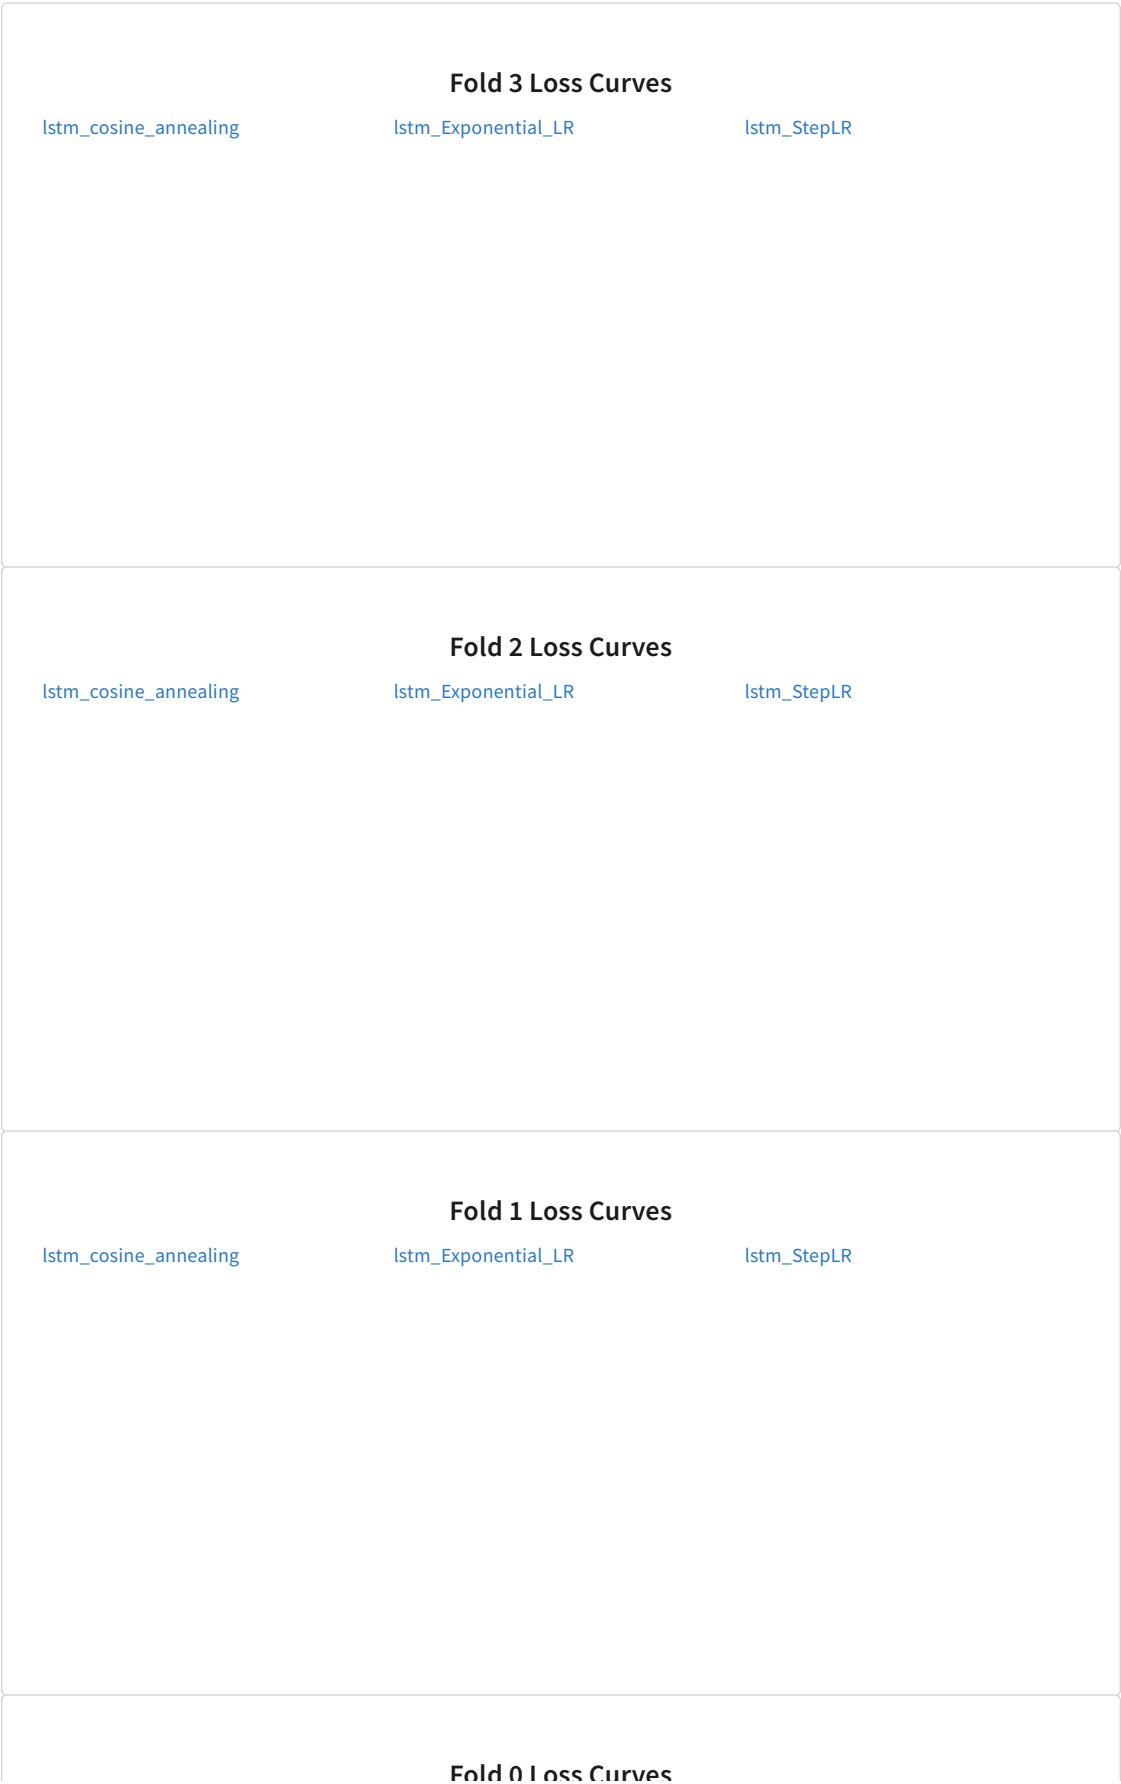 Fold 3 Loss Curves
lstm_cosine_annealing lstm_Exponential_LR lstm_StepLR
Fold 2 Loss Curves
lstm_cosine_annealing lstm_Exponential_LR lstm_StepLR
Fold 1 Loss Curves
lstm_cosine_annealing lstm_Exponential_LR lstm_StepLR
Fold 0 Loss Curves